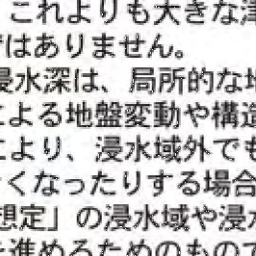 これよりも大きな津
ではありません。
浸水深は、局所的な地
による地盤変動や構造
により、浸水域外でも
くなったりする場合
想定」の浸水域や浸水
を進めるためのもので